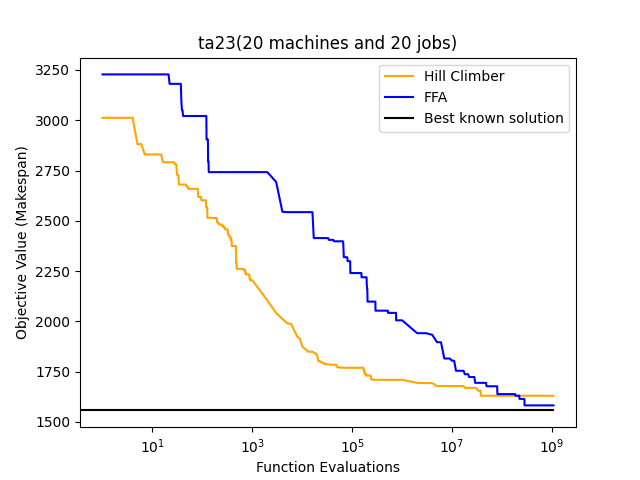 ta23(20 machines and 20 jobs)
Hill Climber
FFA
Best known solution
Objective Value (Makespan)
3250
3000
2750
2500
2250
2000
1750
1500
10^1
10^3
10^5
10^7
10^9
Function Evaluations